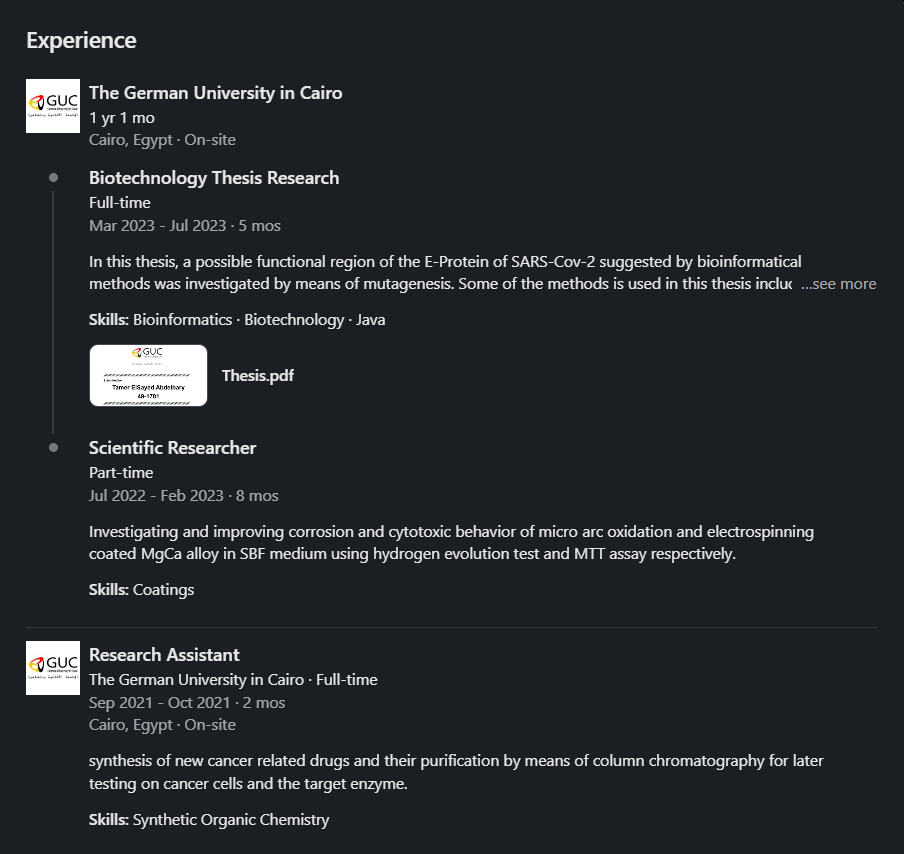 Experience
GUC
The German University in Cairo
1 yr 1 mo
Cairo, Egypt · On-site
Biotechnology Thesis Research
Full-time
Mar 2023 - Jul 2023 · 5 mos
In this thesis, a possible functional region of the E-Protein of SARS-Cov-2 suggested by bioinformatical
methods was investigated by means of mutagenesis. Some of the methods is used in this thesis ...see more
Skills: Bioinformatics · Biotechnology · Java
GUC
Tamer ElSayed Abdelbary
49-1781
Thesis.pdf
Scientific Researcher
Part-time
Jul 2022 - Feb 2023 · 8 mos
Investigating and improving corrosion and cytotoxic behavior of micro arc oxidation and electrospinning
coated MgCa alloy in SBF medium using hydrogen evolution test and MTT assay respectively.
Skills: Coatings
GUC
Research Assistant
The German University in Cairo · Full-time
Sep 2021 - Oct 2021 · 2 mos
Cairo, Egypt · On-site
synthesis of new cancer related drugs and their purification by means of column chromatography for later
testing on cancer cells and the target enzyme.
Skills: Synthetic Organic Chemistry